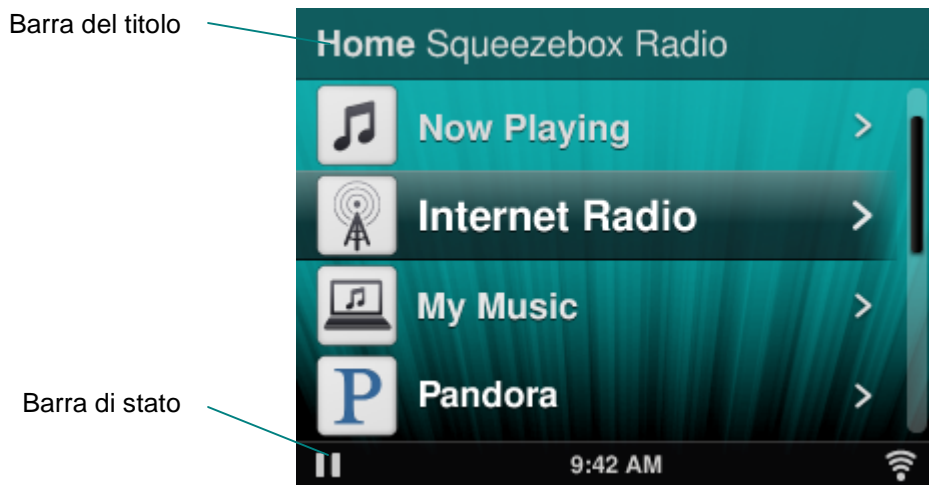 Barra del titolo
Home Squeezebox Radio
Now Playing
Internet Radio
My Music
P Pandora
Barra di stato
9:42 AM